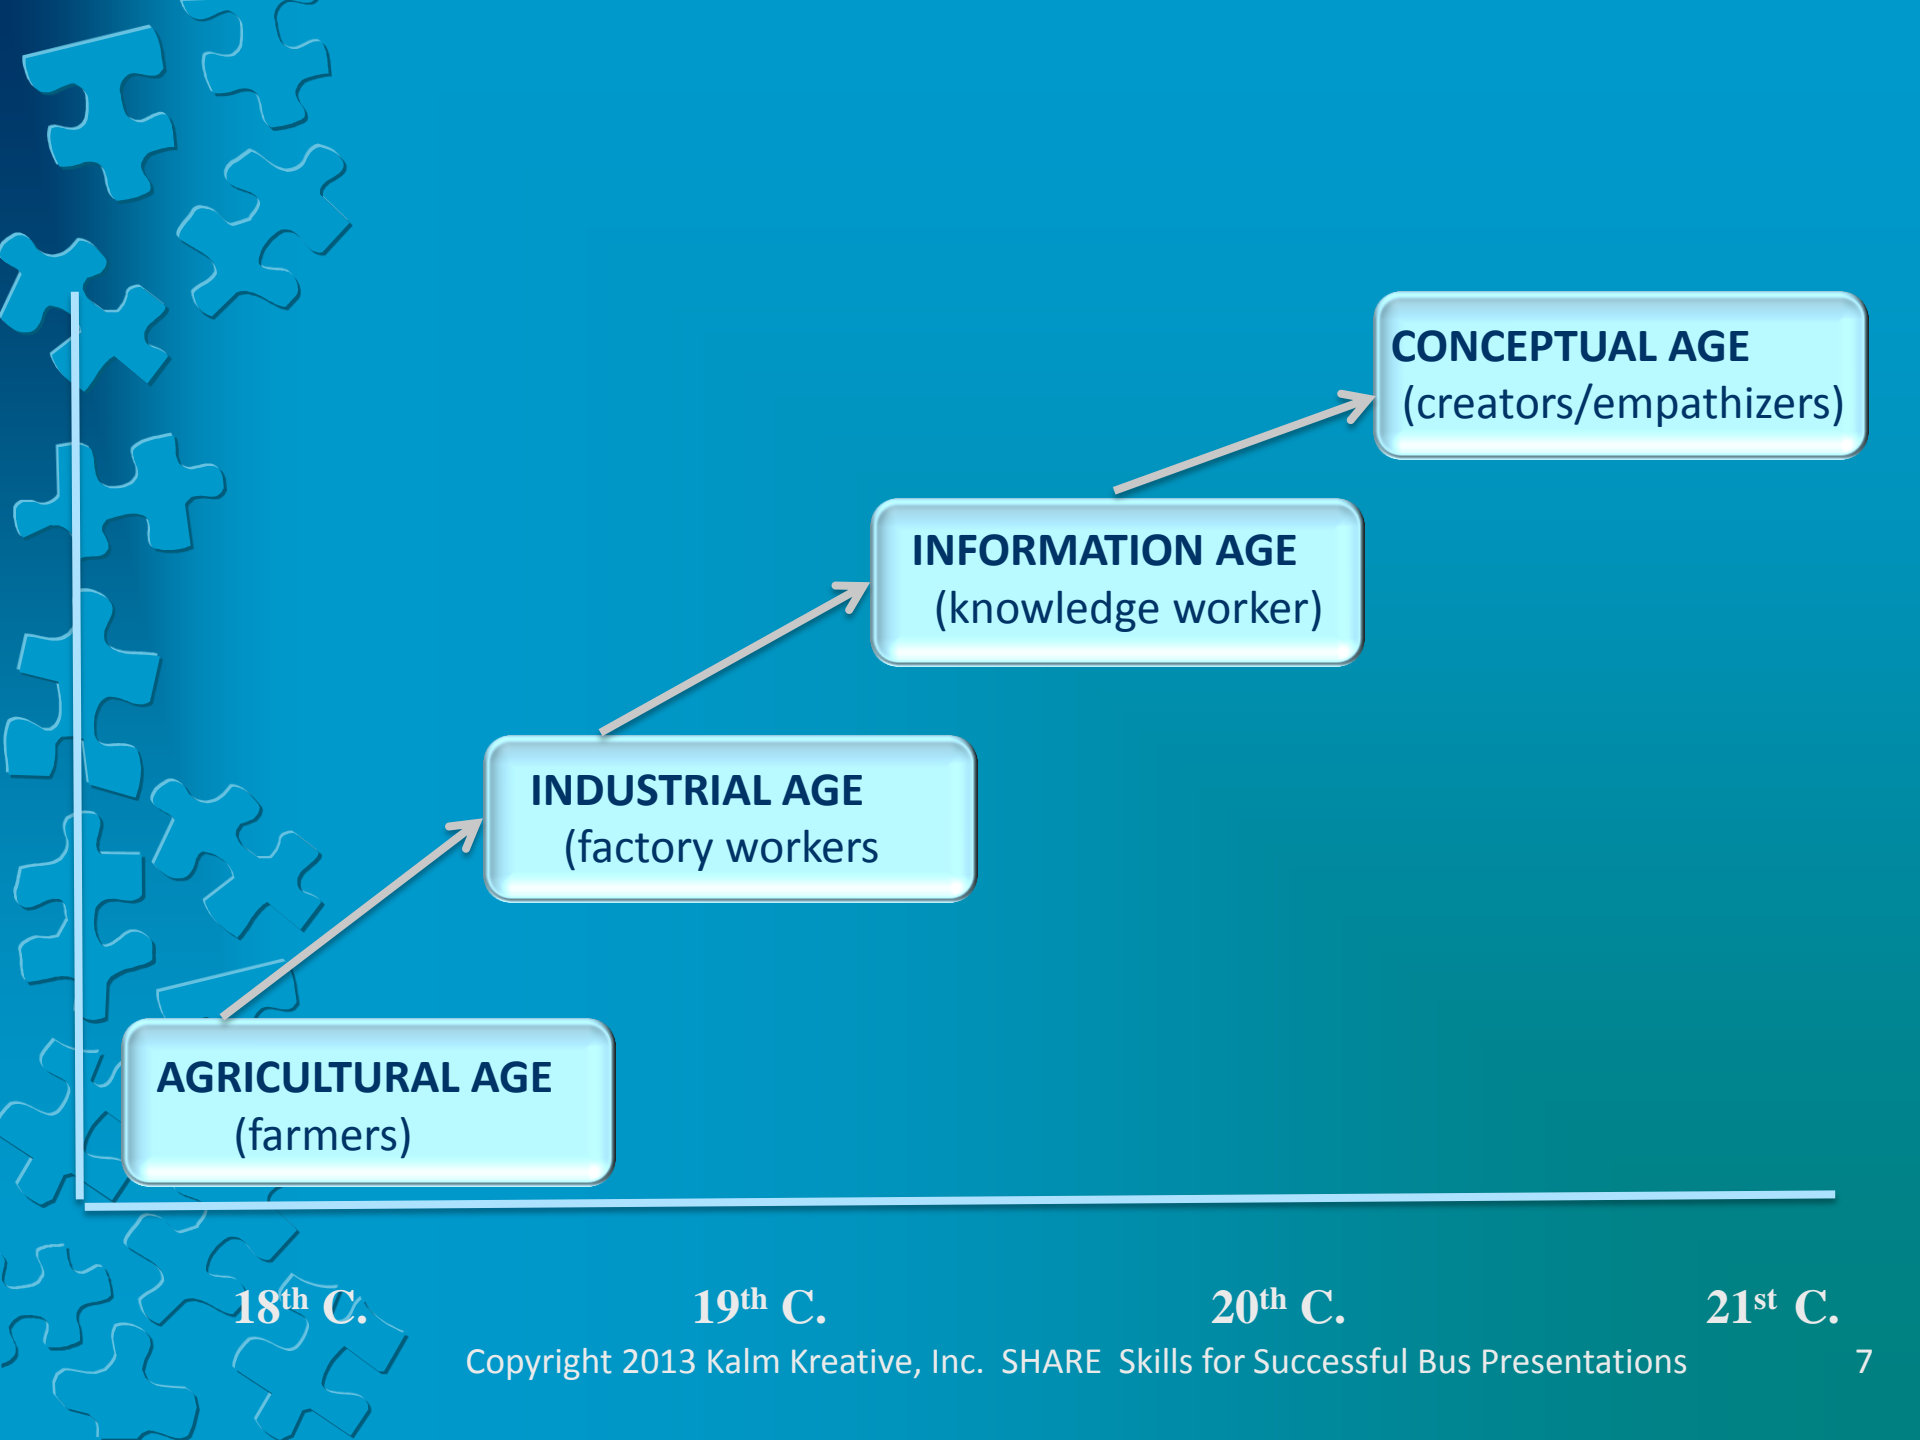 CONCEPTUAL AGE
(creators/empathizers)
INFORMATION AGE
(knowledge worker)
INDUSTRIAL AGE
(factory workers
AGRICULTURAL AGE
(farmers)
18th C. 19th C. 20th C. 21st C.
Copyright 2013 Kalm Kreative, Inc. SHARE Skills for Successful Bus Presentations 7